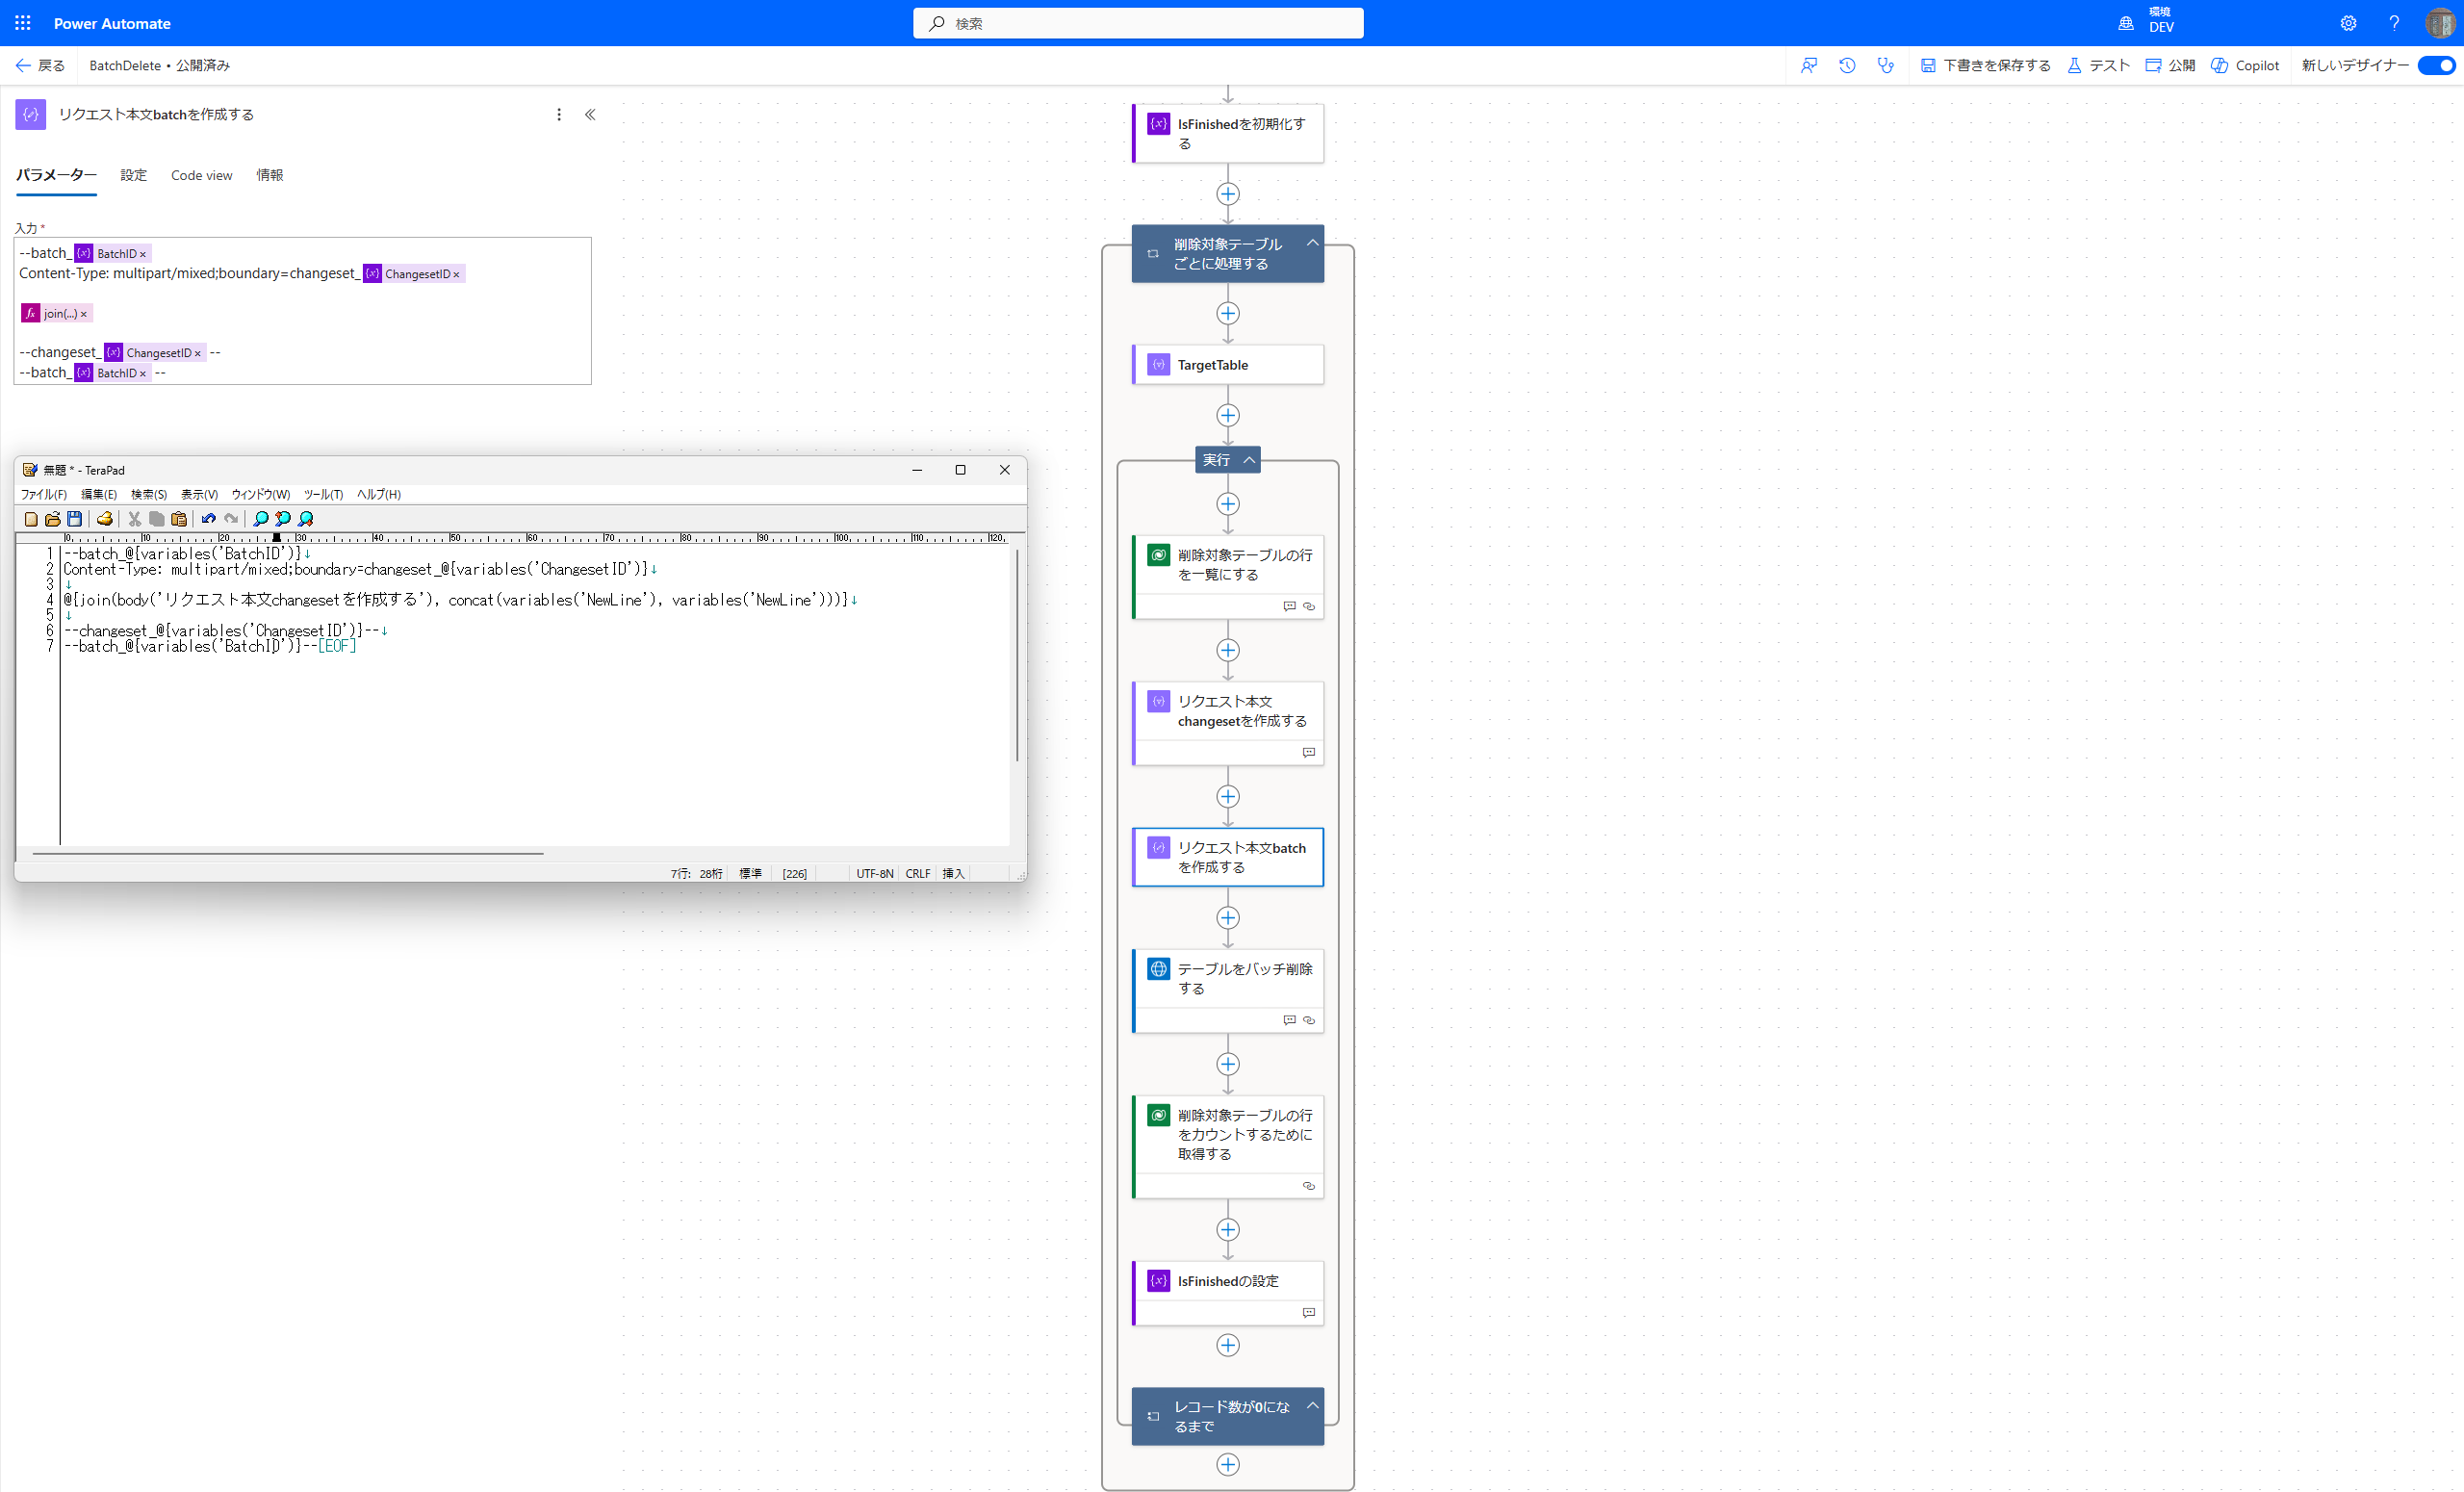 Power Automate
検索
環境
DEV
戻る
BatchDelete • 公開済み
下書きを保存する
テスト
公開
Copilot
新しいデザイナー
リクエスト本文batchを作成する
パラメーター
設定
Code view
情報
入力 *
--batch_ {x} BatchID ×
Content-Type: multipart/mixed;boundary=changeset_ {x} ChangesetID ×
fx join(...) ×
--changeset_ {x} ChangesetID × --
--batch_ {x} BatchID × --
無題 * - TeraPad
ファイル(F) 編集(E) 検索(S) 表示(V) ウィンドウ(W) ツール(T) ヘルプ(H)
0 10 20 30 40 50 60 70 80 90 100 110 120
1 --batch_@{variables('BatchID')}↓
2 Content-Type: multipart/mixed;boundary=changeset_@{variables('ChangesetID')}↓
3 ↓
4 @{join(body('リクエスト本文changesetを作成する'), concat(variables('NewLine'), variables('NewLine')))}↓
5 ↓
6 --changeset_@{variables('ChangesetID')}--↓
7 --batch_@{variables('BatchID')}--[EOF]
7行: 28桁 標準 [226] UTF-8N CRLF 挿入
{x} IsFinishedを初期化す
る
削除対象テーブル
ごとに処理する
TargetTable
実行
削除対象テーブルの行
を一覧にする
リクエスト本文
changesetを作成する
リクエスト本文batch
を作成する
テーブルをバッチ削除
する
削除対象テーブルの行
をカウントするために
取得する
{x} IsFinishedの設定
レコード数が0にな
るまで